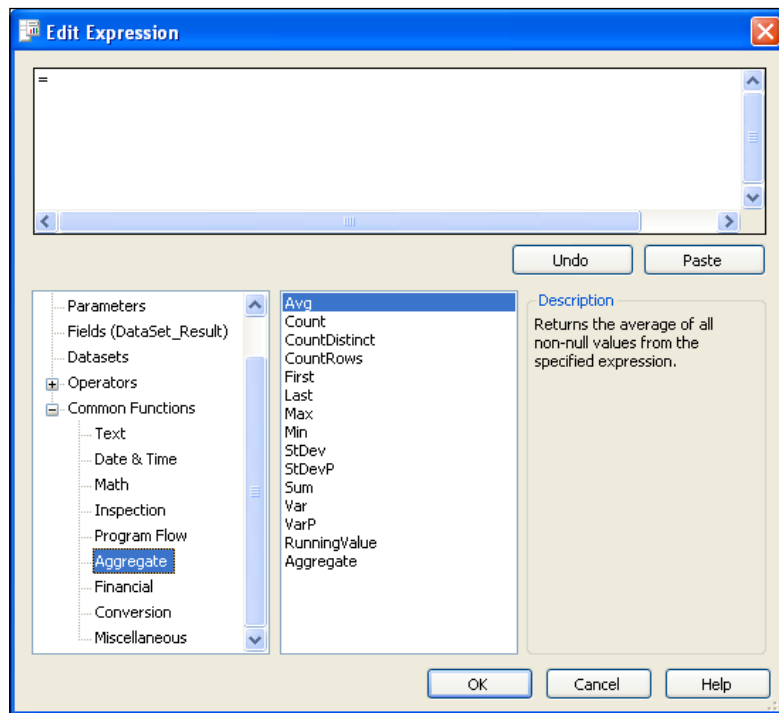 Edit Expression
=
Undo
Paste
Parameters
Fields (DataSet_Result)
Datasets
Operators
Common Functions
Text
Date & Time
Math
Inspection
Program Flow
Aggregate
Financial
Conversion
Miscellaneous
Avg
Count
CountDistinct
CountRows
First
Last
Max
Min
StDev
StDevP
Sum
Var
VarP
RunningValue
Aggregate
Description
Returns the average of all
non-null values from the
specified expression.
OK
Cancel
Help